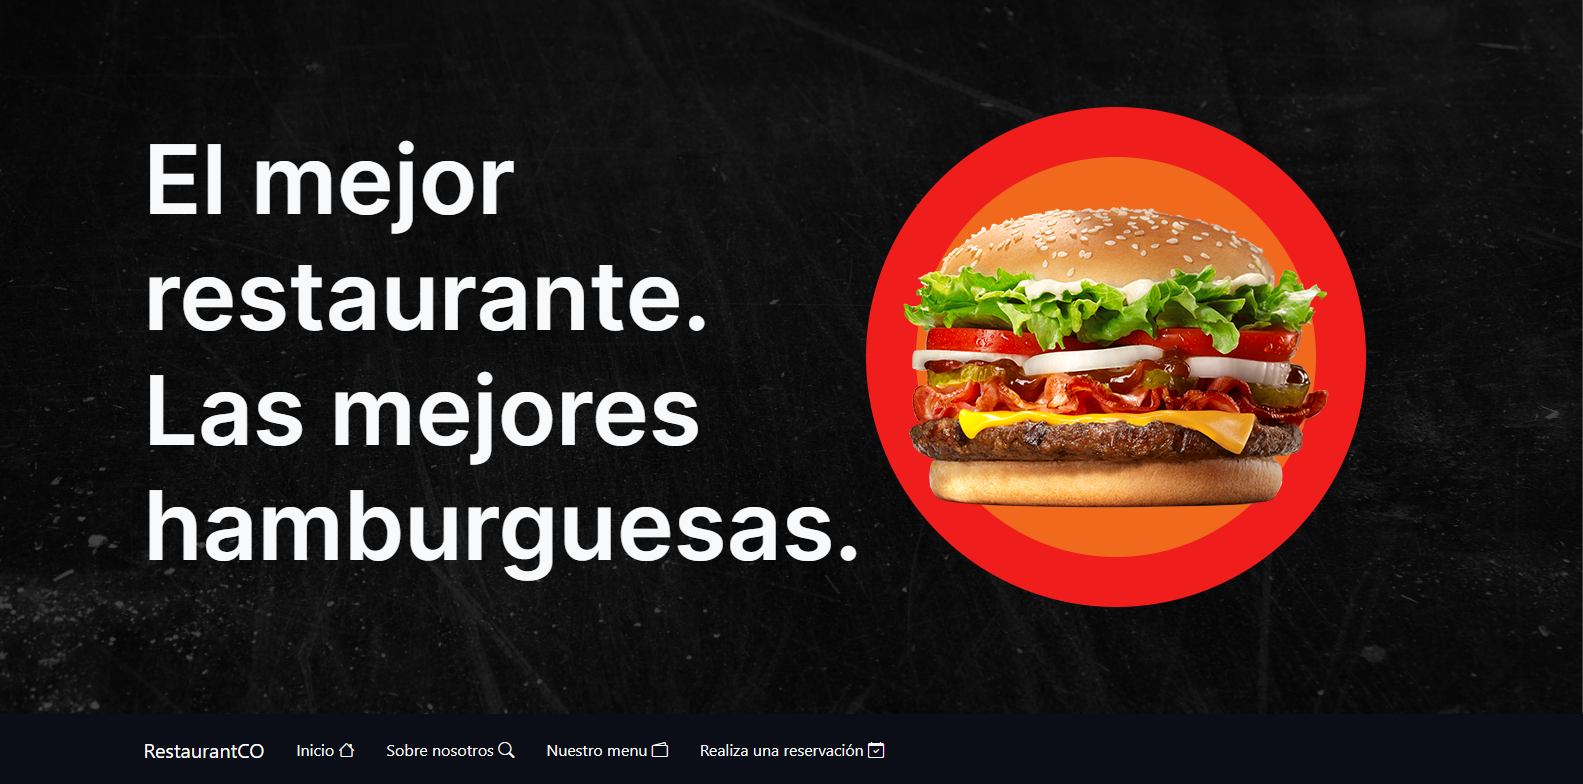 El mejor
restaurante.
Las mejores
hamburguesas.
RestaurantCO Inicio Sobre nosotros Nuestro menu Realiza una reservación